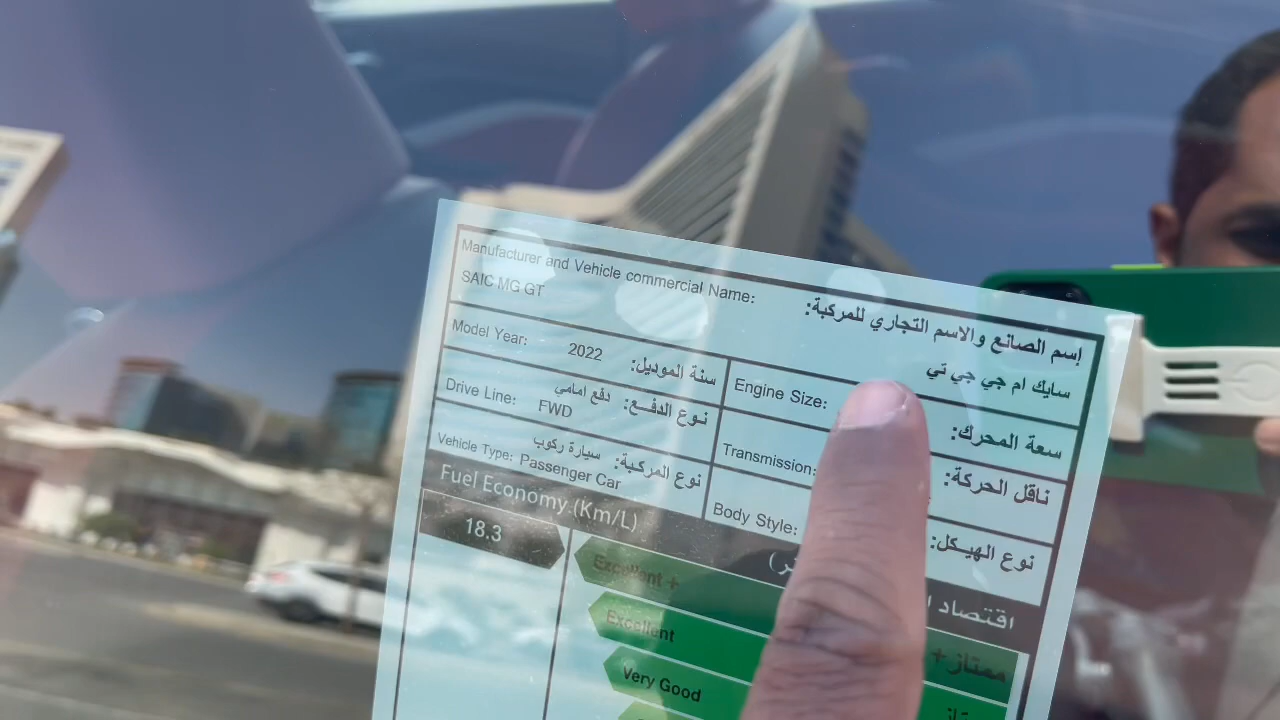 Manufacturer and Vehicle commercial Name:
إسم الصانع والاسم التجاري للمركبة:
SAIC MG GT
سايك ام جي جي تي
Model Year: 2022 سنة الموديل:
Engine Size: سعة المحرك:
Drive Line: دفع امامي نوع الدفع:
FWD
Transmission: ناقل الحركة:
Vehicle Type: سيارة ركوب نوع المركبة:
Passenger Car
Body Style: نوع الهيكل:
Fuel Economy (Km/L)
اقتصاد
18.3
Excellent +
ممتاز+
Excellent
Very Good